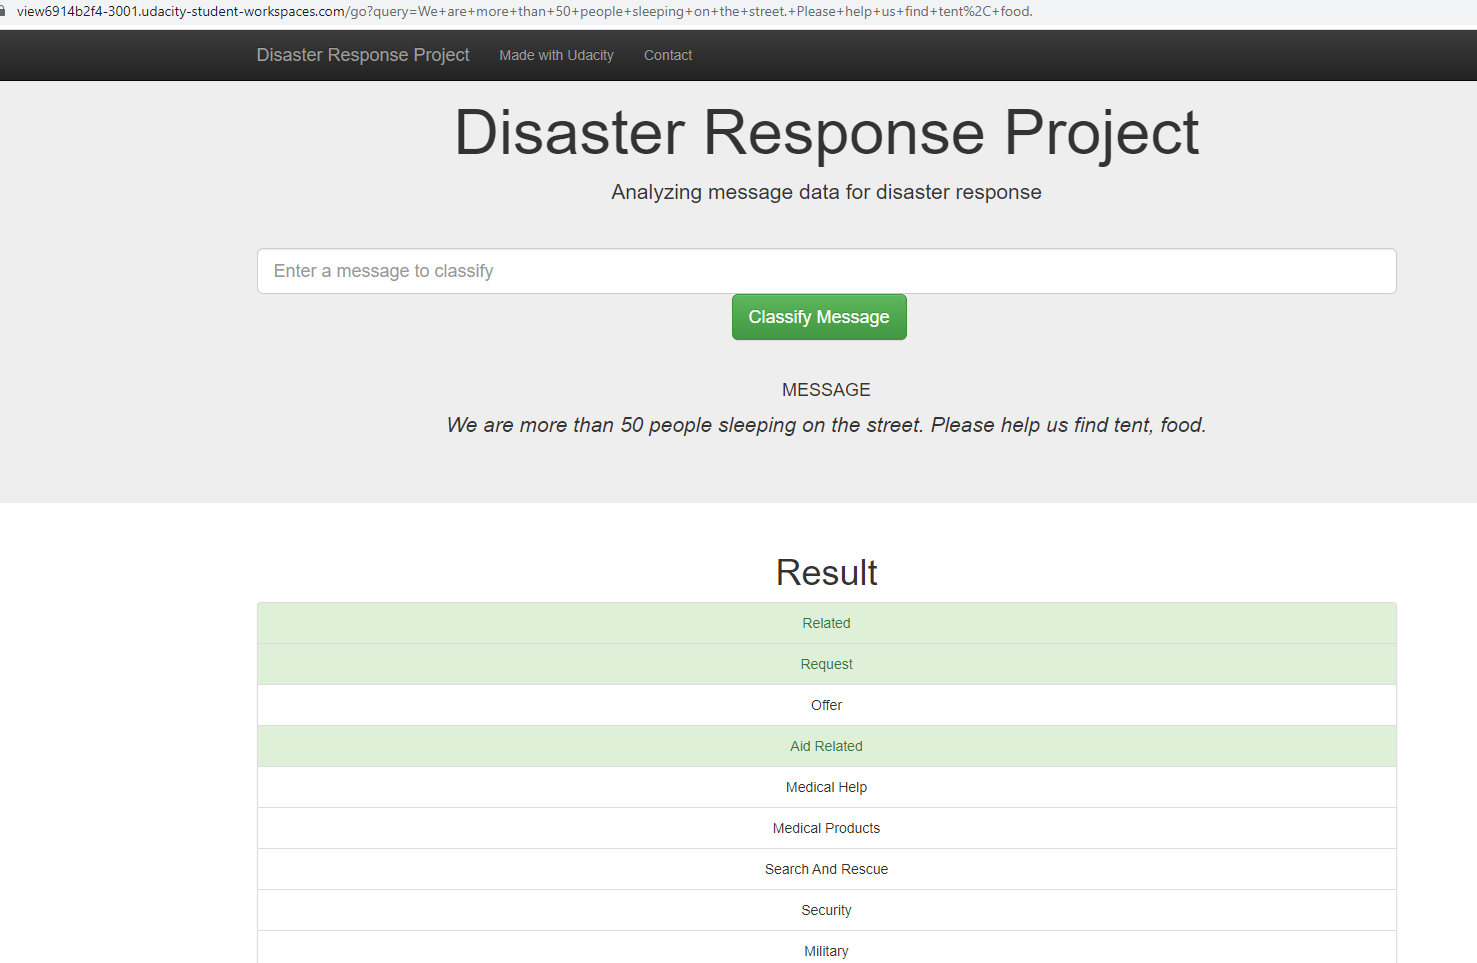 view6914b2f4-3001.udacity-student-workspaces.com/go?query=We+are+more+than+50+people+sleeping+on+the+street.+Please+help+us+find+tent%2C+food.
Disaster Response Project Made with Udacity Contact
Disaster Response Project
Analyzing message data for disaster response
Enter a message to classify
Classify Message
MESSAGE
We are more than 50 people sleeping on the street. Please help us find tent, food.
Result
Related
Request
Offer
Aid Related
Medical Help
Medical Products
Search And Rescue
Security
Military